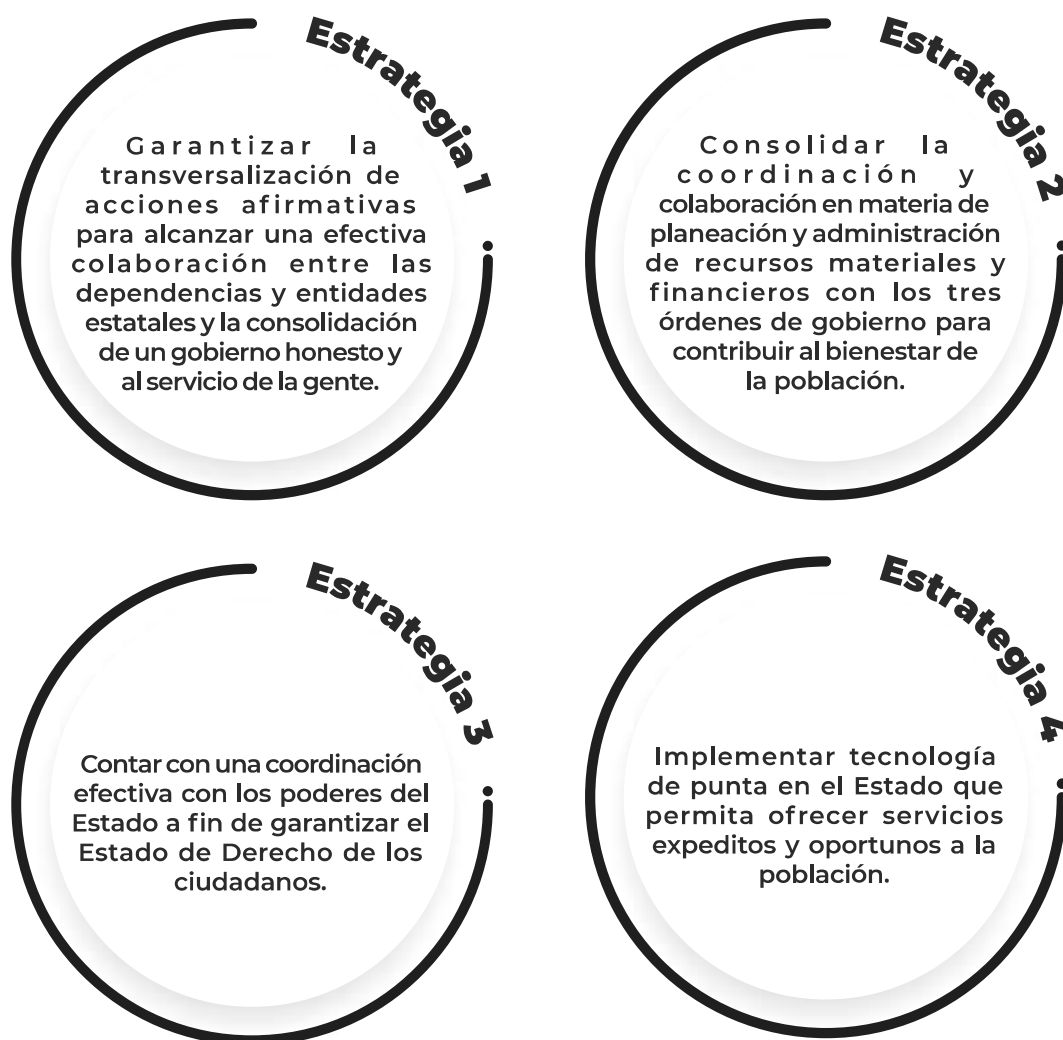 Estrategia 1
Garantizar la
transversalización de
acciones afirmativas
para alcanzar una efectiva
colaboración entre las
dependencias y entidades
estatales y la consolidación
de un gobierno honesto y
al servicio de la gente.
Estrategia 2
Consolidar la
coordinación y
colaboración en materia de
planeación y administración
de recursos materiales y
financieros con los tres
órdenes de gobierno para
contribuir al bienestar de
la población.
Estrategia 3
Contar con una coordinación
efectiva con los poderes del
Estado a fin de garantizar el
Estado de Derecho de los
ciudadanos.
Estrategia 4
Implementar tecnología
de punta en el Estado que
permita ofrecer servicios
expeditos y oportunos a la
población.